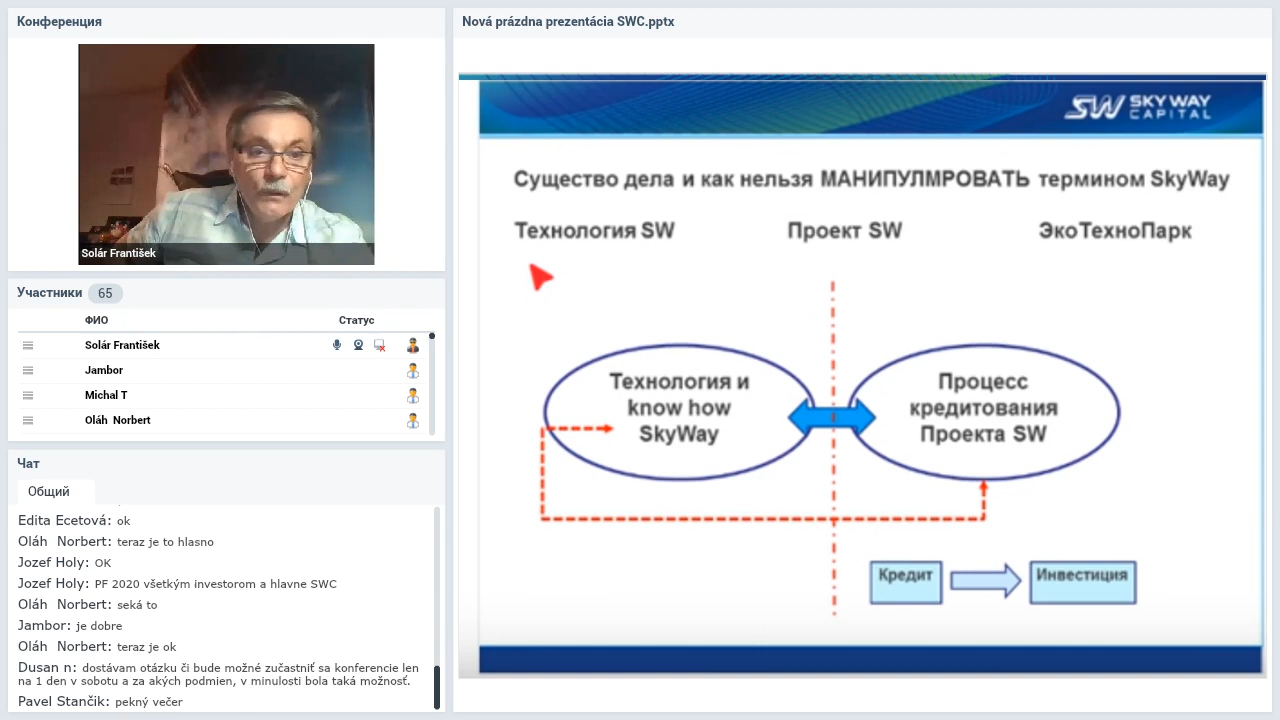 Конференция
Solár František
Участники 65
ФИО Статус
Solár František
Jambor
Michal T
Oláh Norbert
Чат
Общий
Edita Ecetová: ok
Oláh Norbert: teraz je to hlasno
Jozef Holy: OK
Jozef Holy: PF 2020 všetkým investorom a hlavne SWC
Oláh Norbert: seká to
Jambor: je dobre
Oláh Norbert: teraz je ok
Dusan n: dostávam otázku či bude možné zučastniť sa konferencie len
na 1 den v sobotu a za akých podmien, v minulosti bola taká možnosť.
Pavel Stančik: pekný večer
Nová prázdna prezentácia SWC.pptx
SW SKY WAY
CAPITAL
Существо дела и как нельзя МАНИПУЛМРОВАТЬ термином SkyWay
Технология SW Проект SW ЭкоТехноПарк
Технология и
know how
SkyWay
Процесс
кредитования
Проекта SW
Кредит Инвестиция